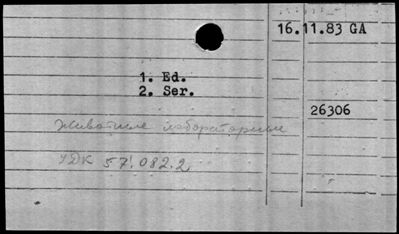 16.11.83 GA
1. Ed.
2. Ser.
26306
Животные лабораторные
УДК 57.082.2